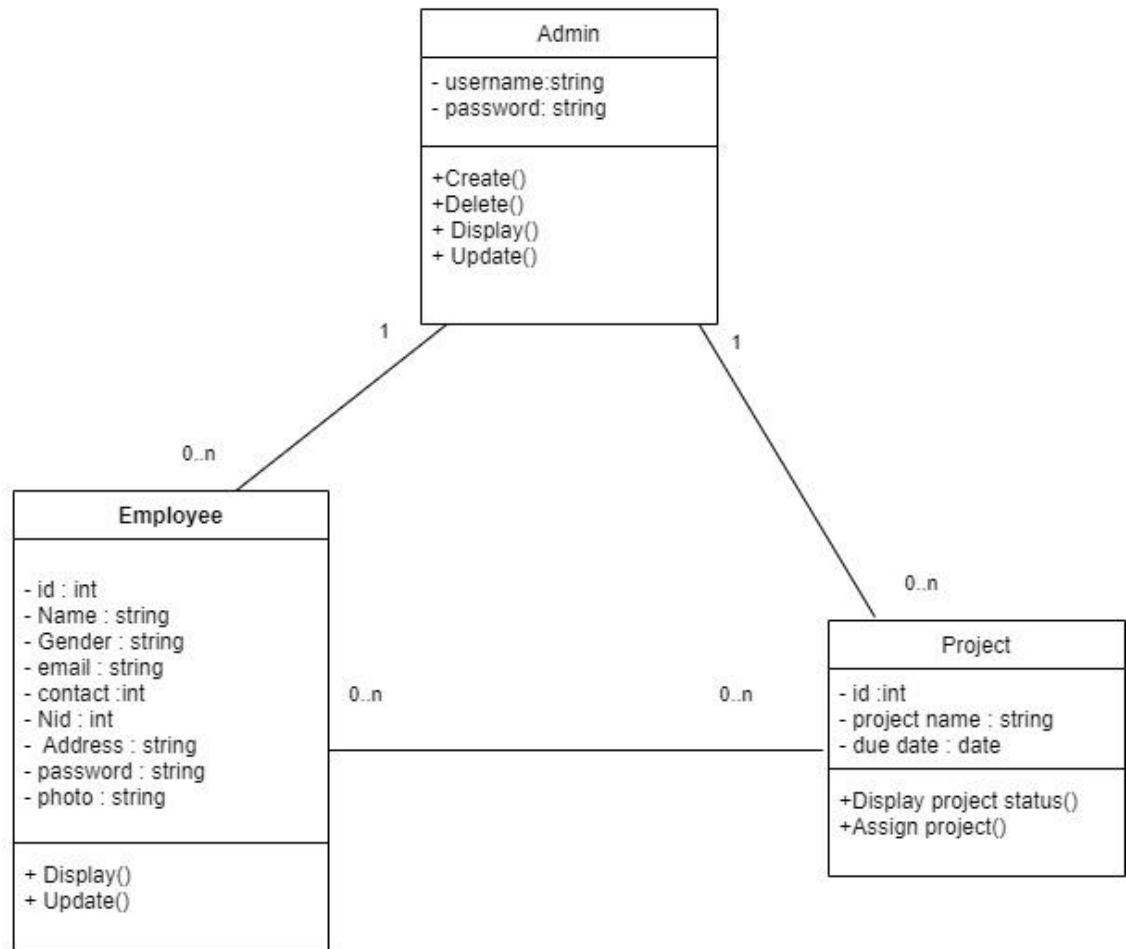 Admin
- username:string
- password: string
+Create()
+Delete()
+ Display()
+ Update()
1
1
0..n
0..n
Employee
- id : int
- Name : string
- Gender : string
- email : string
- contact :int
- Nid : int
-  Address : string
- password : string
- photo : string
+ Display()
+ Update()
0..n
0..n
Project
- id :int
- project name : string
- due date : date
+Display project status()
+Assign project()